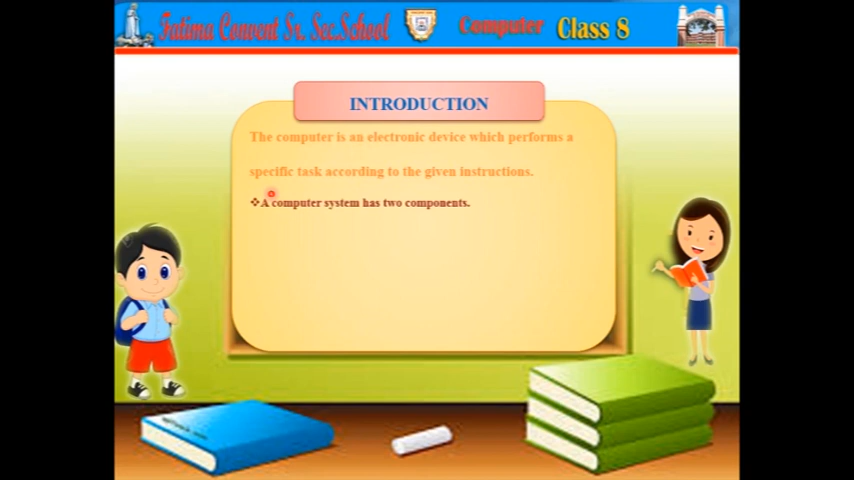 Fatima Convent Sr. Sec.School Computer Class 8
INTRODUCTION
The computer is an electronic device which performs a
specific task according to the given instructions.
❖A computer system has two components.